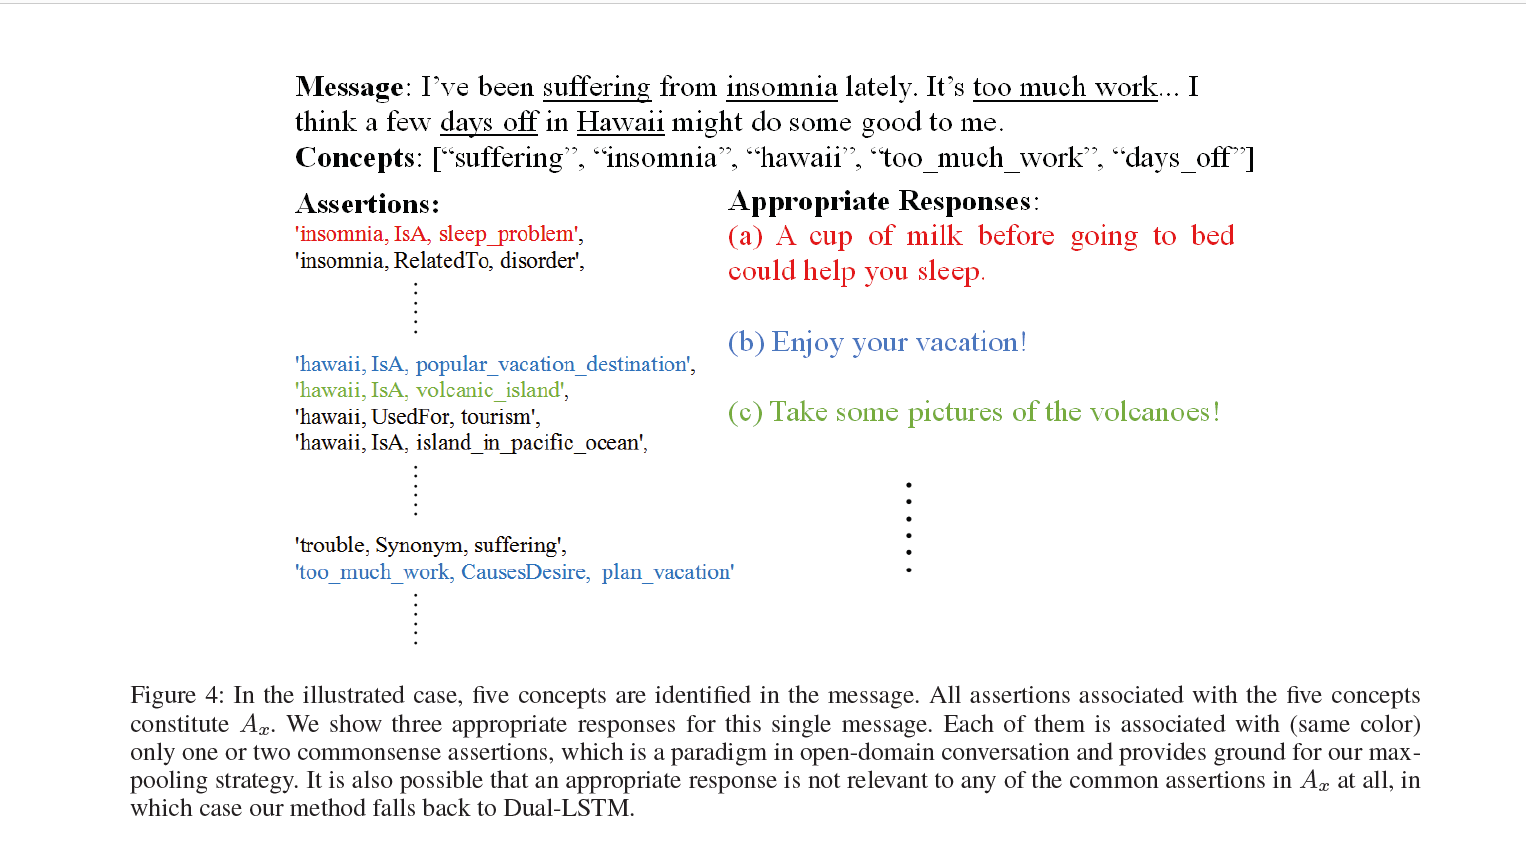 Message: I’ve been suffering from insomnia lately. It’s too much work... I
think a few days off in Hawaii might do some good to me.
Concepts: [“suffering”, “insomnia”, “hawaii”, “too_much_work”, “days_off”]
Assertions:
'insomnia, IsA, sleep_problem',
'insomnia, RelatedTo, disorder',
'hawaii, IsA, popular_vacation_destination',
'hawaii, IsA, volcanic_island',
'hawaii, UsedFor, tourism',
'hawaii, IsA, island_in_pacific_ocean',
'trouble, Synonym, suffering',
'too_much_work, CausesDesire, plan_vacation'
Appropriate Responses:
(a) A cup of milk before going to bed
could help you sleep.
(b) Enjoy your vacation!
(c) Take some pictures of the volcanoes!
Figure 4: In the illustrated case, five concepts are identified in the message. All assertions associated with the five concepts
constitute Aₓ. We show three appropriate responses for this single message. Each of them is associated with (same color)
only one or two commonsense assertions, which is a paradigm in open-domain conversation and provides ground for our max-
pooling strategy. It is also possible that an appropriate response is not relevant to any of the common assertions in Aₓ at all, in
which case our method falls back to Dual-LSTM.